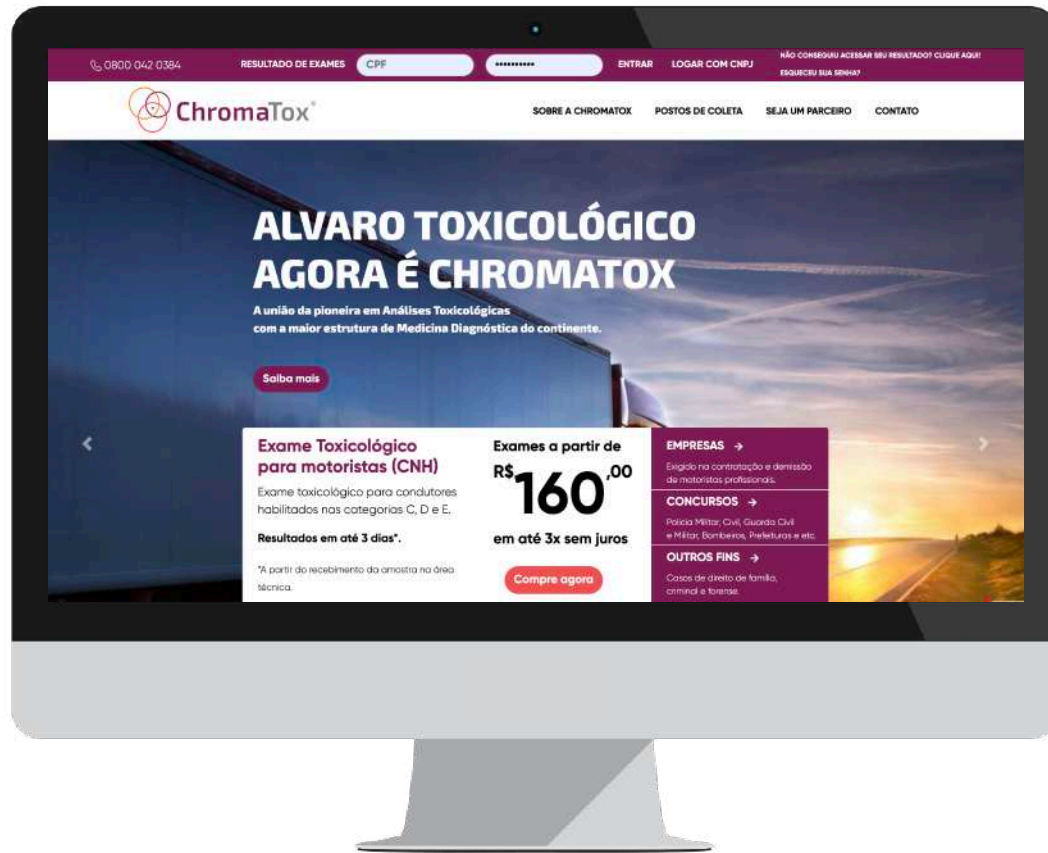 0800 042 0384
RESULTADO DE EXAMES
CPF
••••••••••
ENTRAR
LOGAR COM CNPJ
NÃO CONSEGUIU ACESSAR SEU RESULTADO? CLIQUE AQUI!
ESQUECEU SUA SENHA?
ChromaTox®
SOBRE A CHROMATOX
POSTOS DE COLETA
SEJA UM PARCEIRO
CONTATO
ALVARO TOXICOLÓGICO
AGORA É CHROMATOX
A união da pioneira em Análises Toxicológicas
com a maior estrutura de Medicina Diagnóstica do continente.
Saiba mais
Exame Toxicológico
para motoristas (CNH)
Exame toxicológico para condutores
habilitados nas categorias C, D e E.
Resultados em até 3 dias*.
*A partir do recebimento da amostra na área
técnica.
Exames a partir de
R$160,00
em até 3x sem juros
Compre agora
EMPRESAS →
Exigido na contratação e demissão
de motoristas profissionais.
CONCURSOS →
Polícia Militar, Civil, Guarda Civil
e Militar, Bombeiros, Prefeituras e etc.
OUTROS FINS →
Casos de direito de família,
criminal e forense.